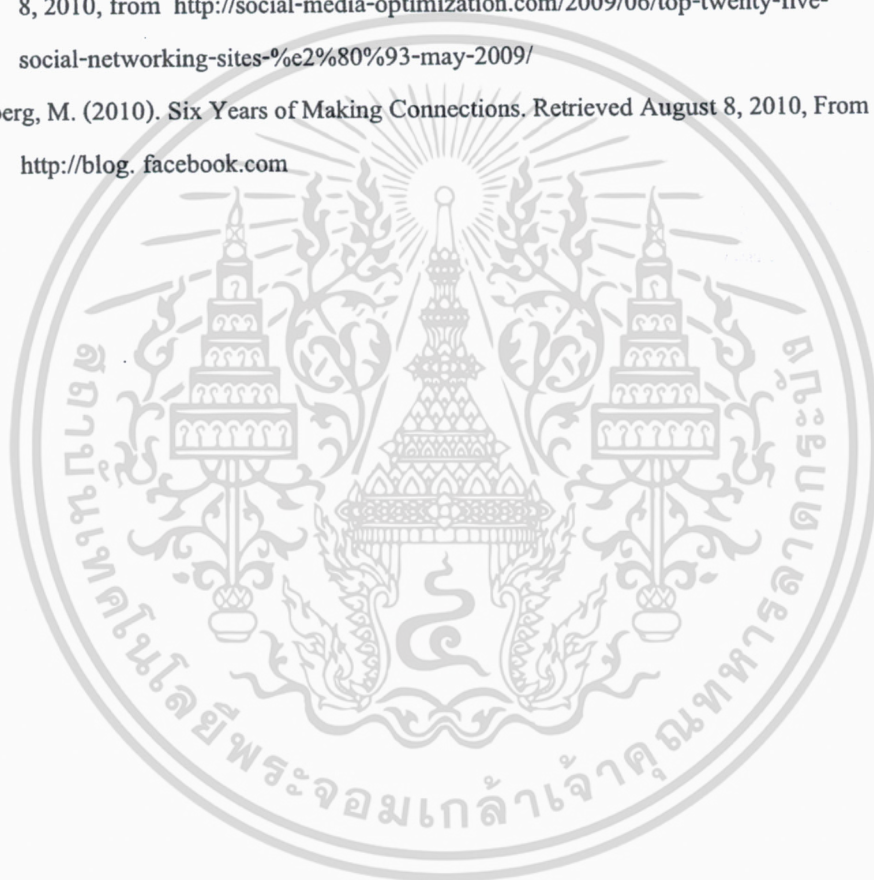 8, 2010, from http://social-media-optimization.com/2009/06/top-twenty-five-
social-networking-sites-%e2%80%93-may-2009/
berg, M. (2010). Six Years of Making Connections. Retrieved August 8, 2010, From
http://blog. facebook.com
สถาบันเทคโนโลยีพระจอมเกล้าเจ้าคุณทหารลาดกระบัง